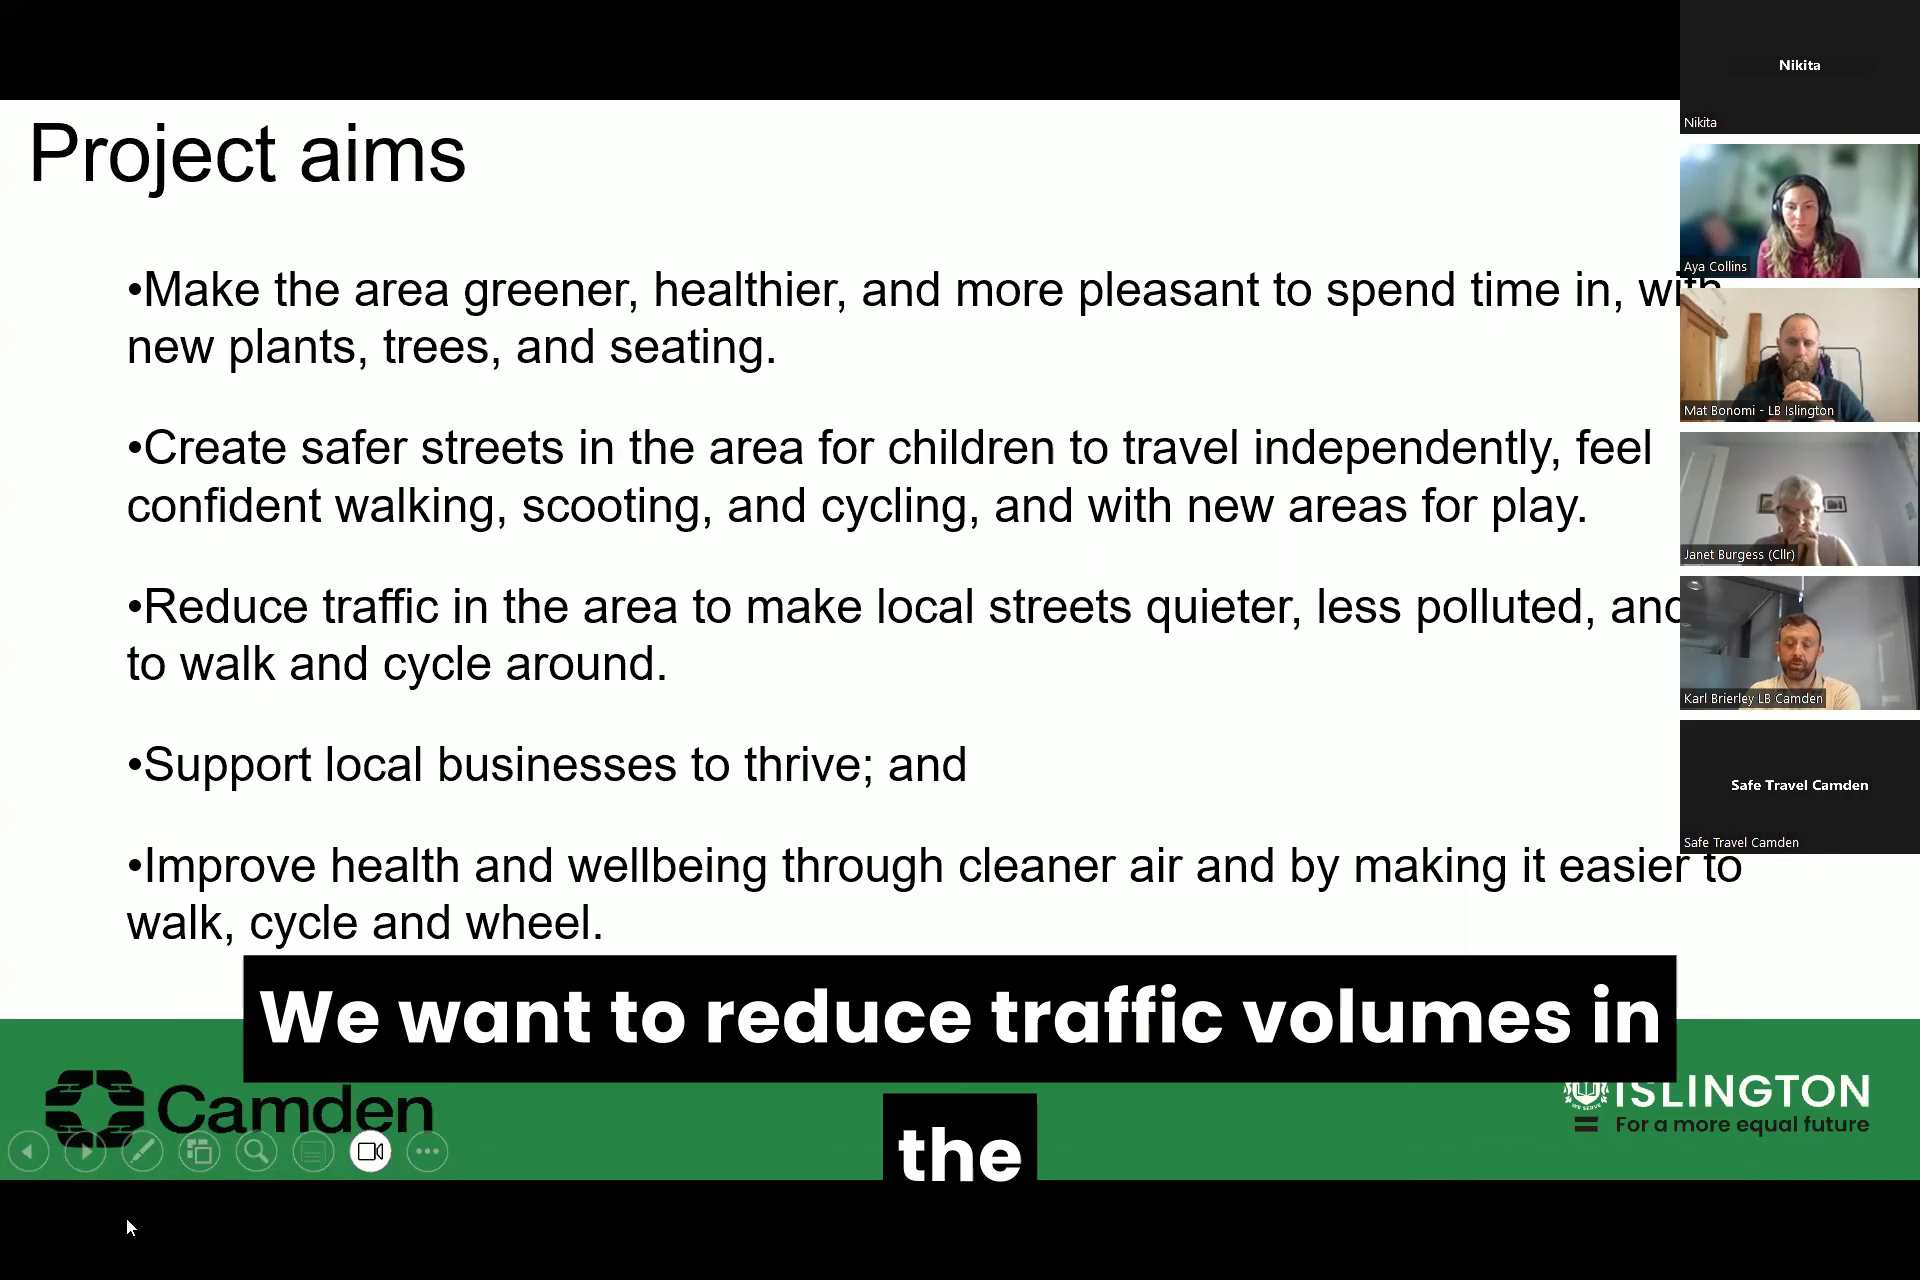 Project aims
•Make the area greener, healthier, and more pleasant to spend time in, with
new plants, trees, and seating.
•Create safer streets in the area for children to travel independently, feel
confident walking, scooting, and cycling, and with new areas for play.
•Reduce traffic in the area to make local streets quieter, less polluted, and
to walk and cycle around.
•Support local businesses to thrive; and
•Improve health and wellbeing through cleaner air and by making it easier to
walk, cycle and wheel.
We want to reduce traffic volumes in
the
Camden
WE SERVE
ISLINGTON
For a more equal future
Nikita
Nikita
Aya Collins
Mat Bonomi - LB Islington
Janet Burgess (Cllr)
Karl Brierley LB Camden
Safe Travel Camden
Safe Travel Camden